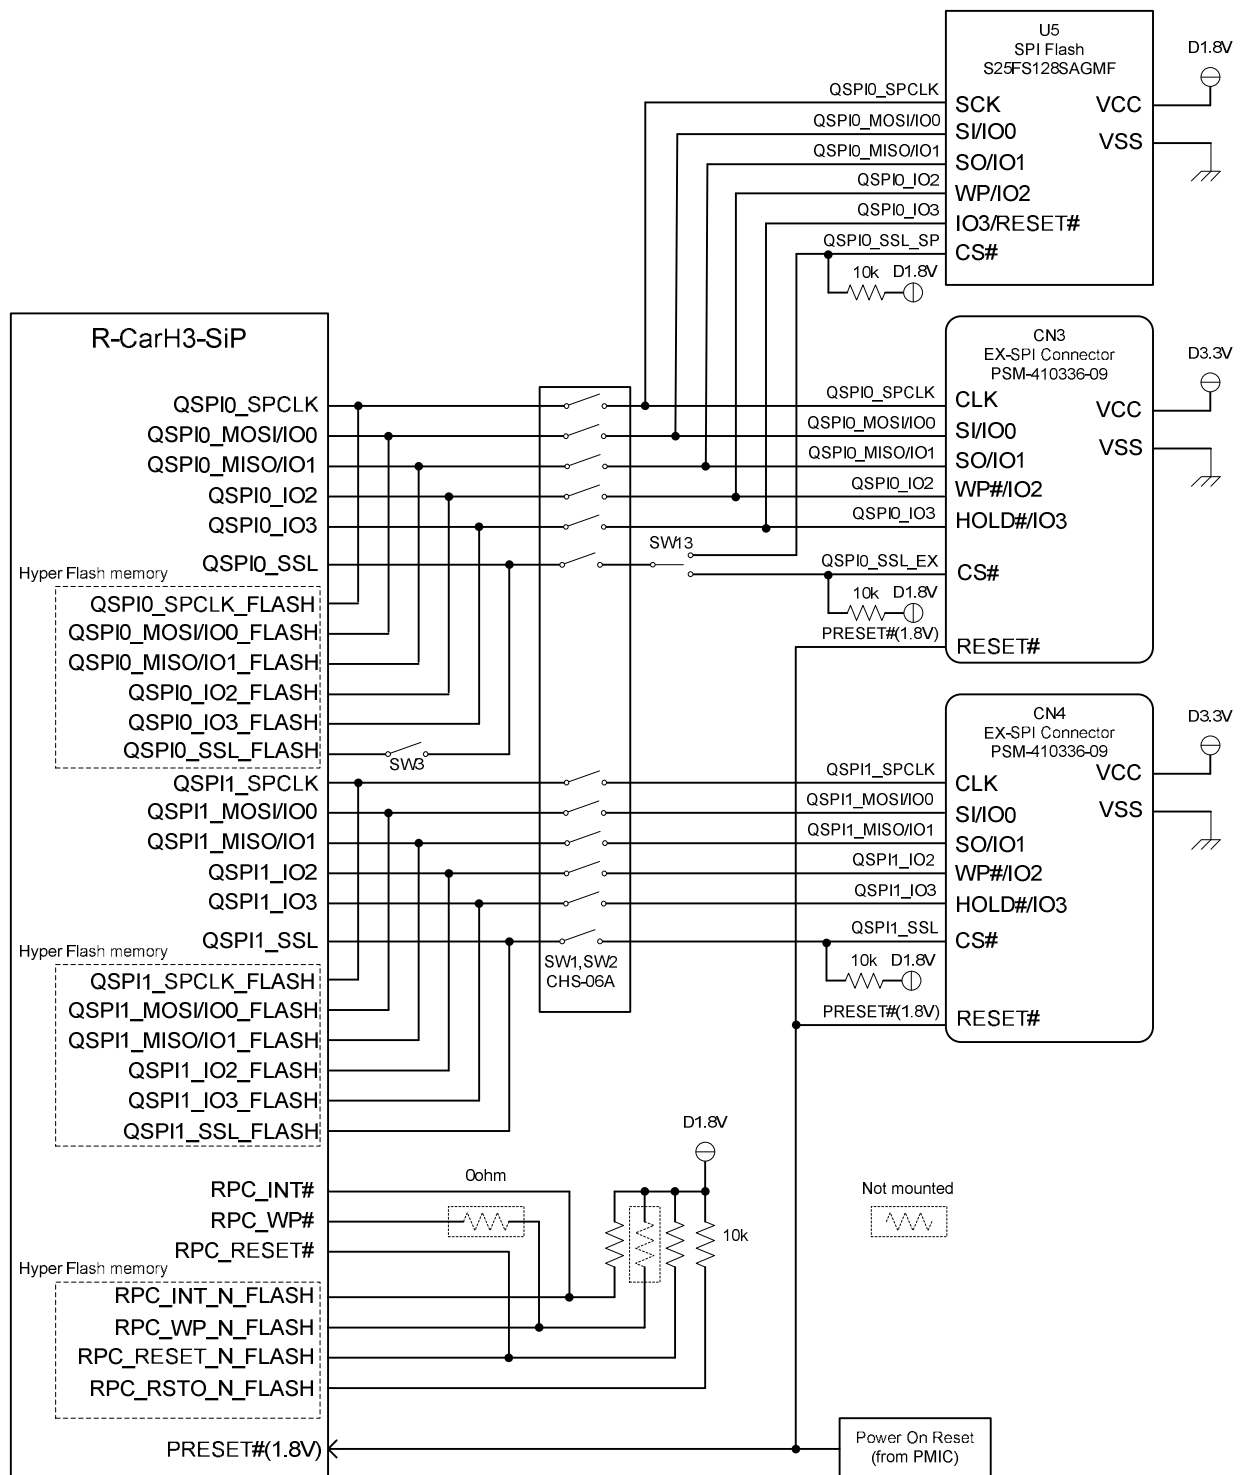 U5
SPI Flash
S25FS128SAGMF
D1.8V
QSPI0_SPCLK
SCK
VCC
QSPI0_MOSI/IO0
SI/IO0
VSS
QSPI0_MISO/IO1
SO/IO1
QSPI0_IO2
WP/IO2
QSPI0_IO3
IO3/RESET#
QSPI0_SSL_SP
CS#
10k D1.8V
R-CarH3-SiP
CN3
EX-SPI Connector
PSM-410336-09
D3.3V
QSPI0_SPCLK
QSPI0_SPCLK
CLK
VCC
QSPI0_MOSI/IO0
QSPI0_MOSI/IO0
SI/IO0
VSS
QSPI0_MISO/IO1
QSPI0_MISO/IO1
SO/IO1
QSPI0_IO2
QSPI0_IO2
WP#/IO2
QSPI0_IO3
QSPI0_IO3
HOLD#/IO3
QSPI0_SSL
SW13
QSPI0_SSL_EX
CS#
10k D1.8V
PRESET#(1.8V)
RESET#
Hyper Flash memory
QSPI0_SPCLK_FLASH
QSPI0_MOSI/IO0_FLASH
QSPI0_MISO/IO1_FLASH
QSPI0_IO2_FLASH
QSPI0_IO3_FLASH
QSPI0_SSL_FLASH
SW3
CN4
EX-SPI Connector
PSM-410336-09
D3.3V
QSPI1_SPCLK
QSPI1_SPCLK
CLK
VCC
QSPI1_MOSI/IO0
QSPI1_MOSI/IO0
SI/IO0
VSS
QSPI1_MISO/IO1
QSPI1_MISO/IO1
SO/IO1
QSPI1_IO2
QSPI1_IO2
WP#/IO2
QSPI1_IO3
QSPI1_IO3
HOLD#/IO3
QSPI1_SSL
QSPI1_SSL
CS#
SW1,SW2
CHS-06A
10k D1.8V
PRESET#(1.8V)
RESET#
Hyper Flash memory
QSPI1_SPCLK_FLASH
QSPI1_MOSI/IO0_FLASH
QSPI1_MISO/IO1_FLASH
QSPI1_IO2_FLASH
QSPI1_IO3_FLASH
QSPI1_SSL_FLASH
D1.8V
RPC_INT#
0ohm
Not mounted
RPC_WP#
10k
RPC_RESET#
Hyper Flash memory
RPC_INT_N_FLASH
RPC_WP_N_FLASH
RPC_RESET_N_FLASH
RPC_RSTO_N_FLASH
PRESET#(1.8V)
Power On Reset
(from PMIC)